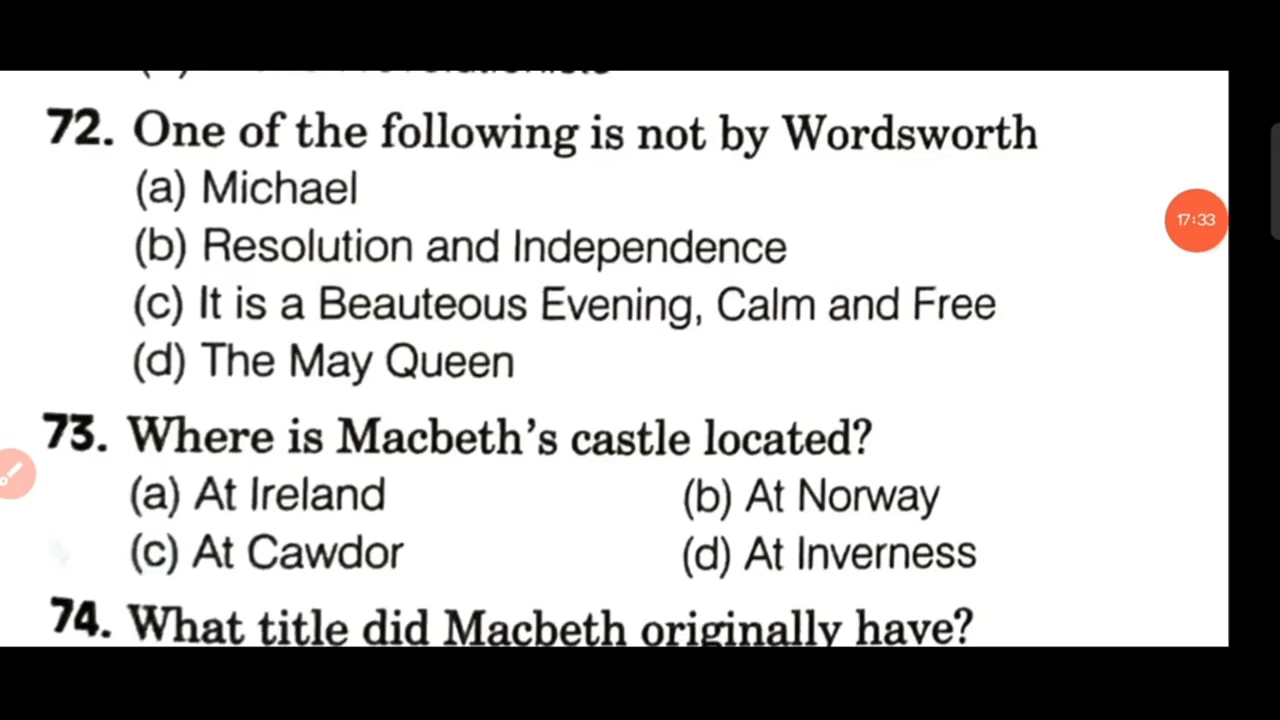 72. One of the following is not by Wordsworth
(a) Michael
(b) Resolution and Independence
(c) It is a Beauteous Evening, Calm and Free
(d) The May Queen
17:33
73. Where is Macbeth's castle located?
(a) At Ireland (b) At Norway
(c) At Cawdor (d) At Inverness
74. What title did Macbeth originally have?